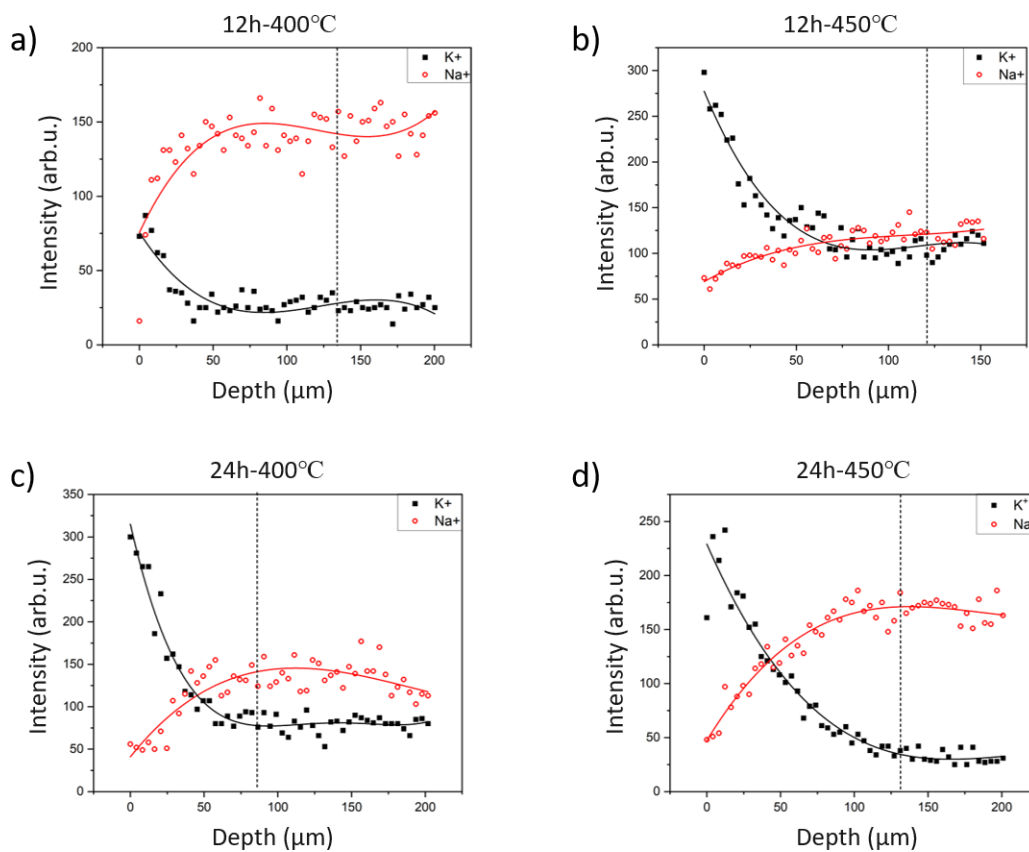 a)
12h-400℃
K+
Na+
200
150
100
50
0
Intensity (arb.u.)
0 50 100 150 200
Depth (μm)
b)
12h-450℃
K+
Na+
300
250
200
150
100
50
0
Intensity (arb.u.)
0 50 100 150
Depth (μm)
c)
24h-400℃
K+
Na+
350
300
250
200
150
100
50
0
Intensity (arb.u.)
0 50 100 150 200
Depth (μm)
d)
24h-450℃
K⁺
Na
250
200
150
100
50
0
Intensity (arb.u.)
0 50 100 150 200
Depth (μm)